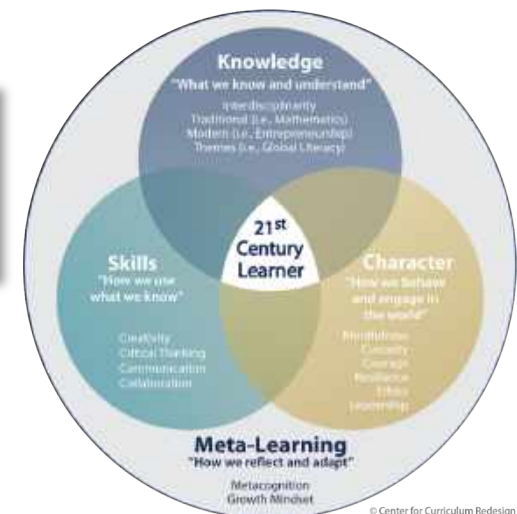 Knowledge
"What we know and understand"
Interdisciplinarity
Traditional (i.e., Mathematics)
Modern (i.e., Entrepreneurship)
Themes (i.e., Global Literacy)
21st
Century
Learner
Skills
"How we use
what we know"
Creativity
Critical Thinking
Communication
Collaboration
Character
"How we behave
and engage in
the world"
Mindfulness
Curiosity
Courage
Resilience
Ethics
Leadership
Meta-Learning
"How we reflect and adapt"
Metacognition
Growth Mindset
© Center for Curriculum Redesign